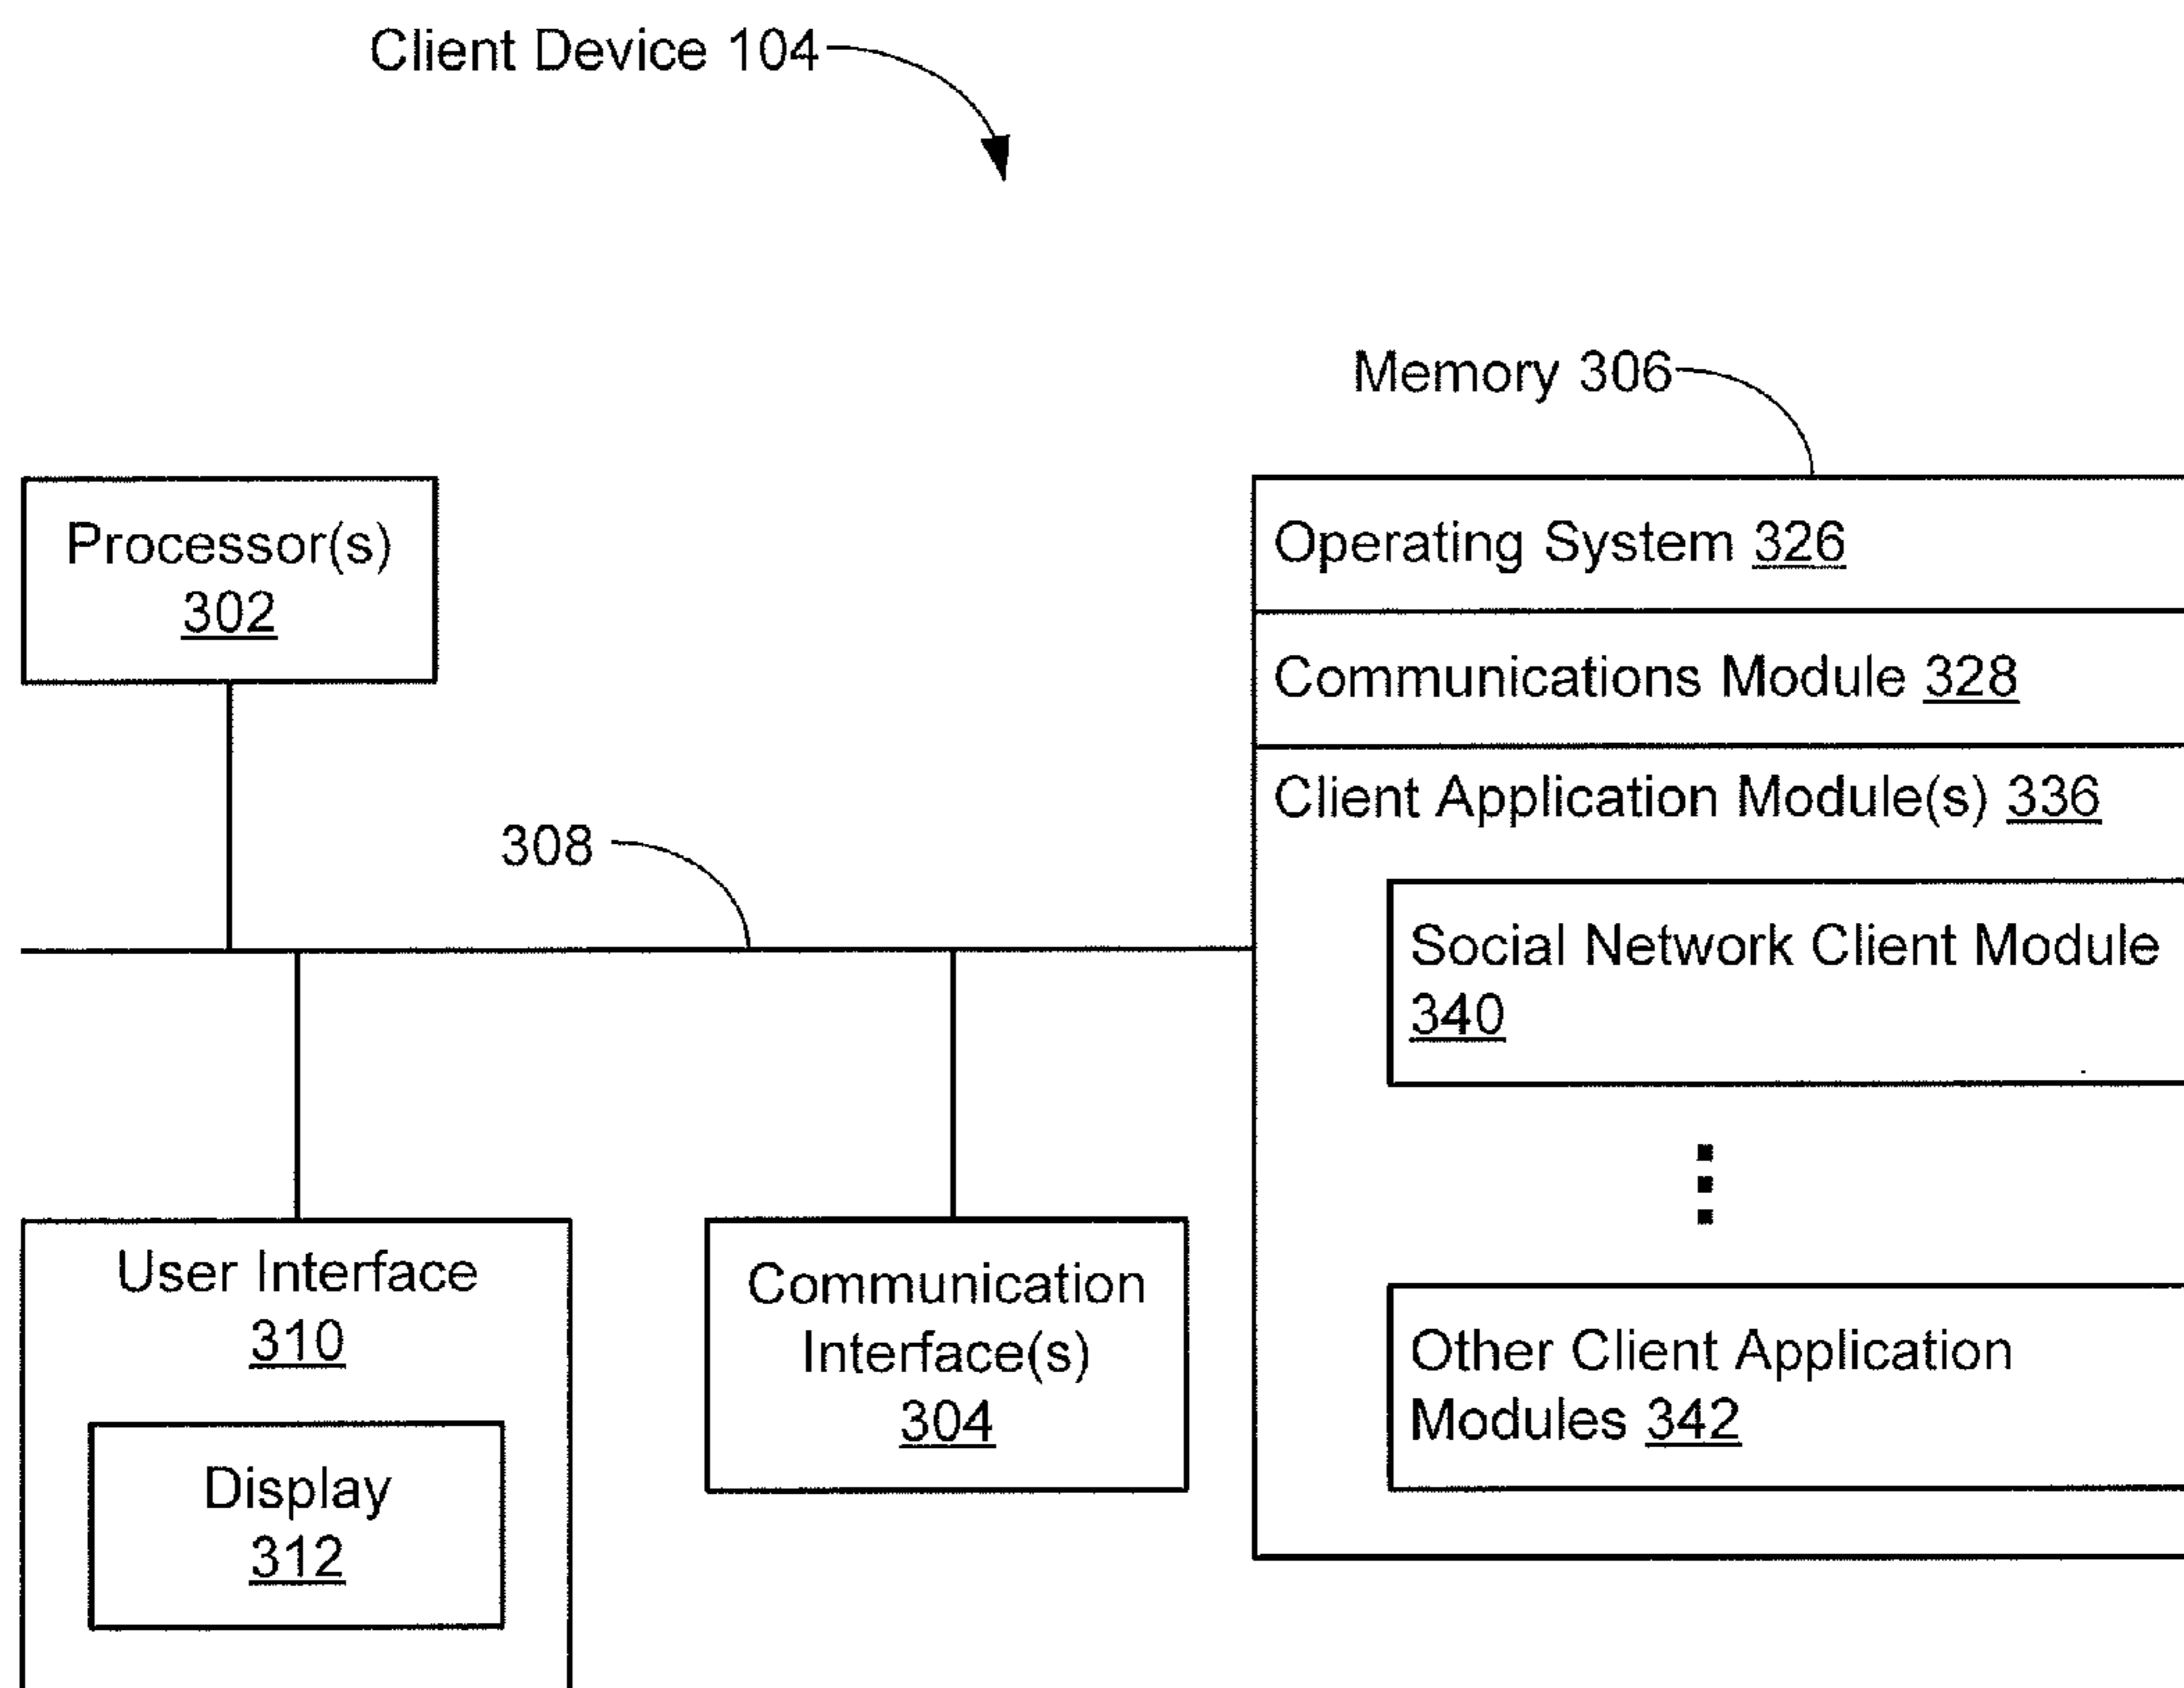 Client Device 104
Memory 306
Processor(s)
302
Operating System 326
Communications Module 328
Client Application Module(s) 336
308
Social Network Client Module
340
User Interface
310
Communication
Interface(s)
304
Other Client Application
Modules 342
Display
312